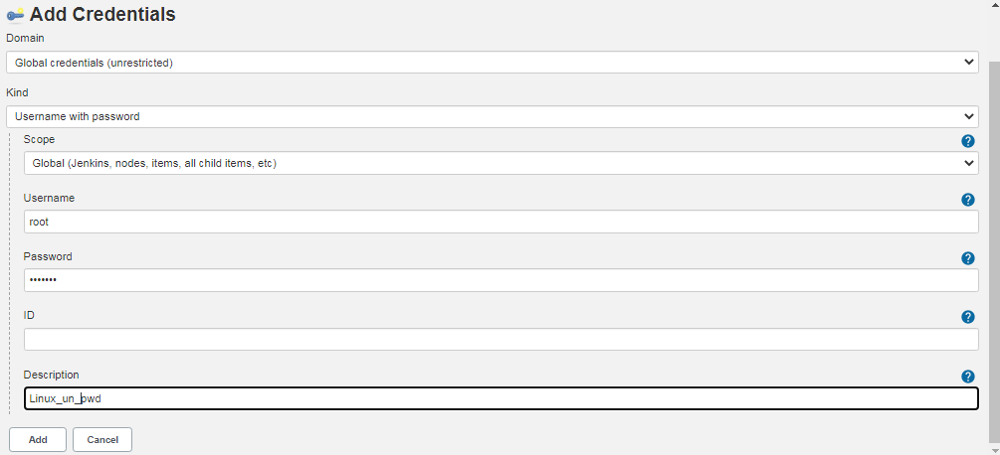 Add Credentials
Domain
Global credentials (unrestricted)
Kind
Username with password
Scope
?
Global (Jenkins, nodes, items, all child items, etc)
Username
?
root
Password
?
•••••••
ID
?
Description
?
Linux_un_pwd
Add Cancel